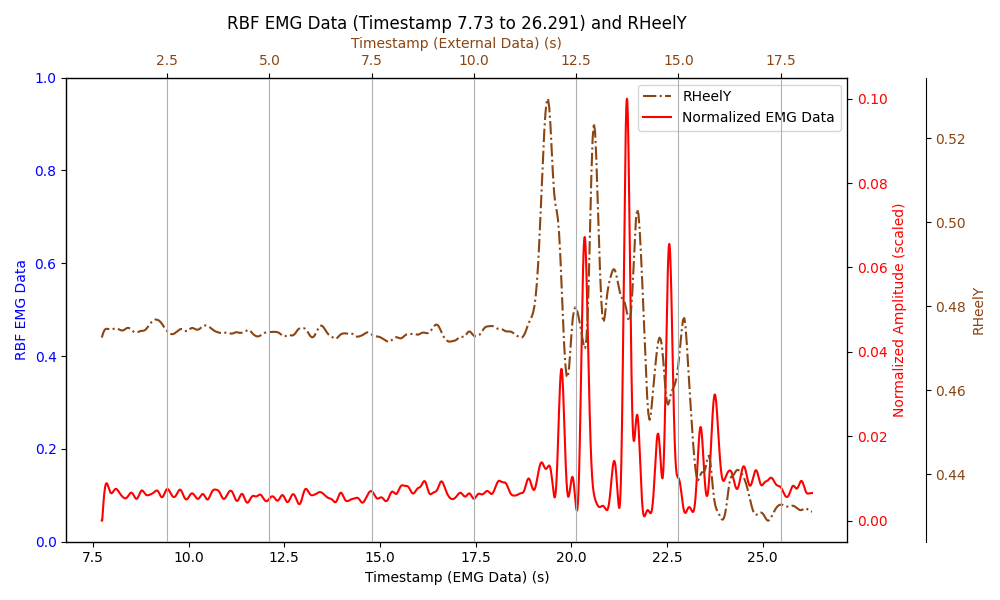 RBF EMG Data (Timestamp 7.73 to 26.291) and RHeelY
Timestamp (External Data) (s)
2.5 5.0 7.5 10.0 12.5 15.0 17.5
RHeelY
Normalized EMG Data
1.0
0.8
0.6
0.4
0.2
0.0
RBF EMG Data
0.10
0.08
0.06
0.04
0.02
0.00
Normalized Amplitude (scaled)
0.52
0.50
0.48
0.46
0.44
RHeelY
7.5 10.0 12.5 15.0 17.5 20.0 22.5 25.0
Timestamp (EMG Data) (s)